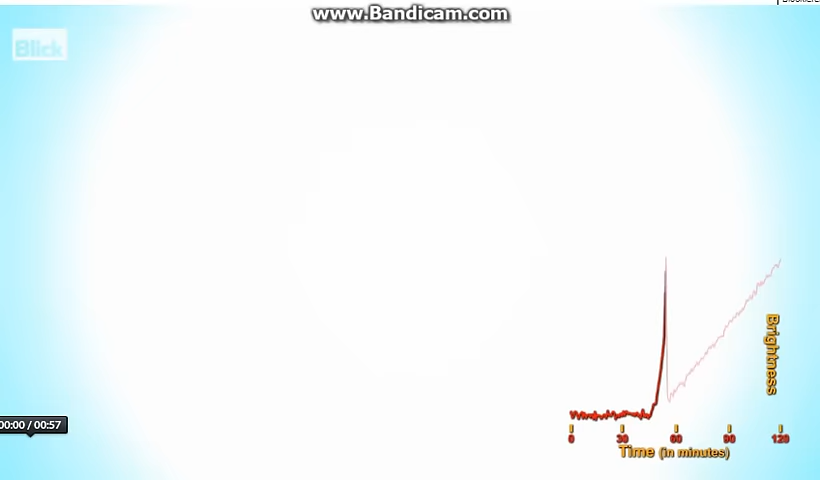 www.Bandicam.com
Blick
Brightness
00:00 / 00:57
0 30 60 90 120
Time (in minutes)